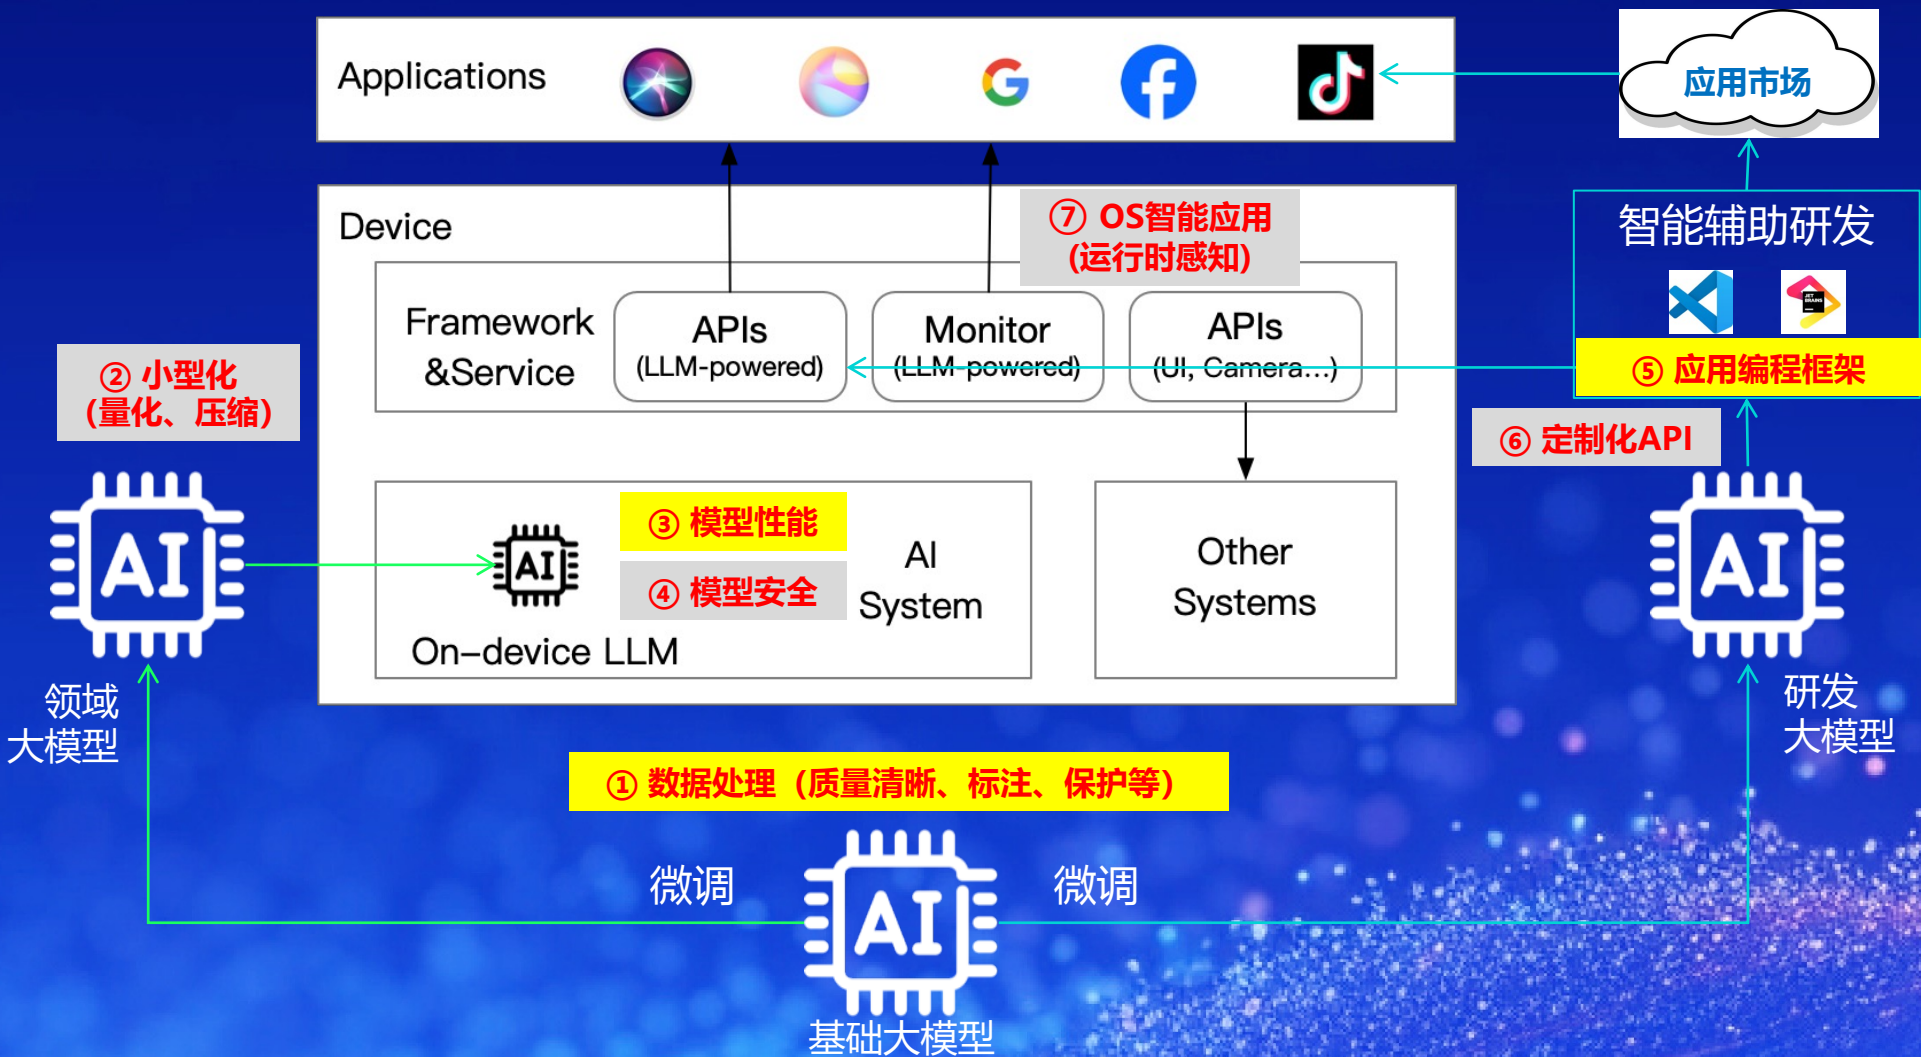 Applications
应用市场
Device
⑦ OS智能应用
(运行时感知)
智能辅助研发
JET
BRAINS
Framework
&Service
APIs
(LLM-powered)
Monitor
(LLM-powered)
APIs
(UI, Camera...)
② 小型化
(量化、压缩)
⑤ 应用编程框架
⑥ 定制化API
AI
AI
③ 模型性能
④ 模型安全
AI
System
On-device LLM
Other
Systems
AI
领域
大模型
研发
大模型
① 数据处理（质量清晰、标注、保护等）
微调
AI
微调
基础大模型